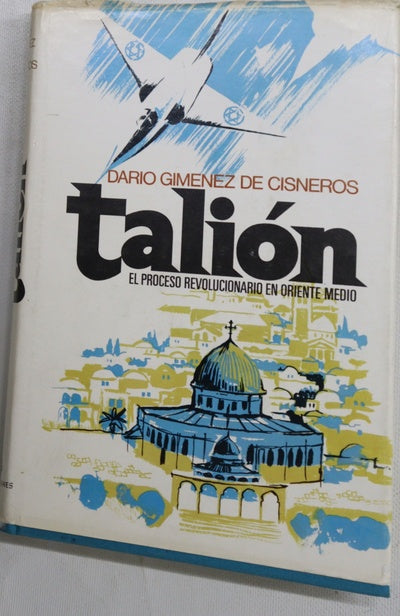 DARIO GIMENEZ DE CISNEROS
talión
EL PROCESO REVOLUCIONARIO EN ORIENTE MEDIO